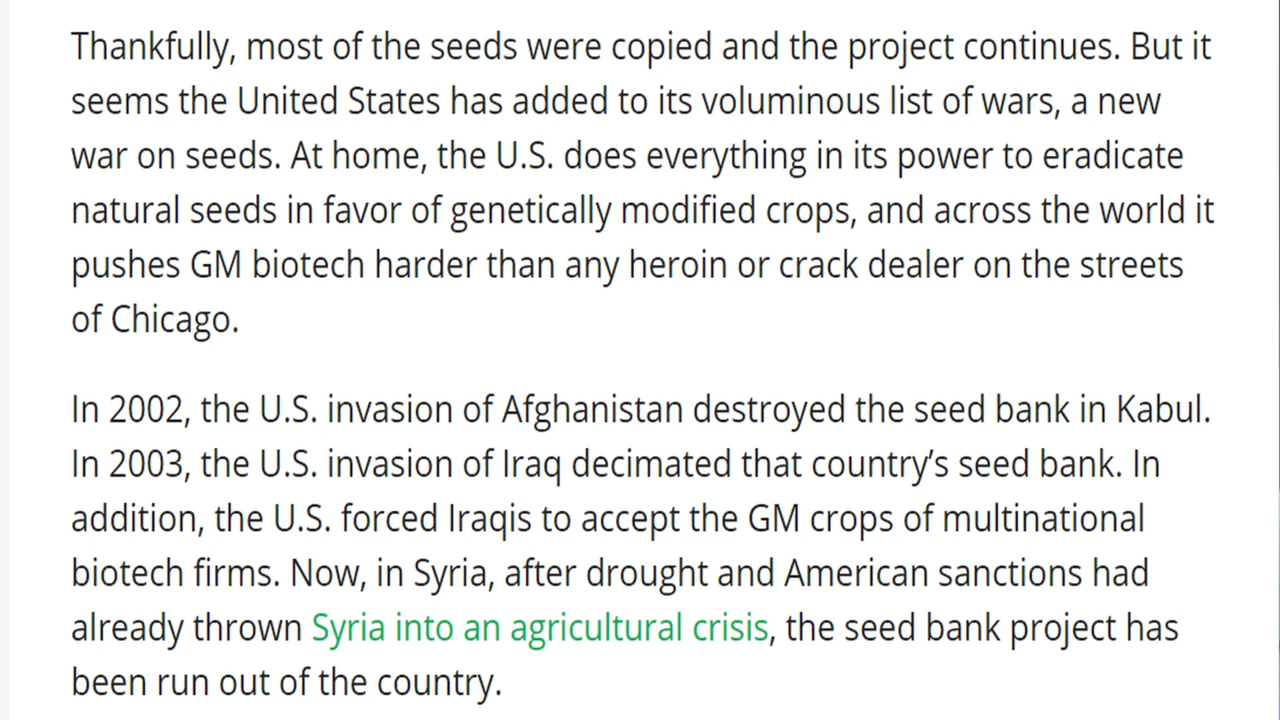 Thankfully, most of the seeds were copied and the project continues. But it
seems the United States has added to its voluminous list of wars, a new
war on seeds. At home, the U.S. does everything in its power to eradicate
natural seeds in favor of genetically modified crops, and across the world it
pushes GM biotech harder than any heroin or crack dealer on the streets
of Chicago.
In 2002, the U.S. invasion of Afghanistan destroyed the seed bank in Kabul.
In 2003, the U.S. invasion of Iraq decimated that country’s seed bank. In
addition, the U.S. forced Iraqis to accept the GM crops of multinational
biotech firms. Now, in Syria, after drought and American sanctions had
already thrown Syria into an agricultural crisis, the seed bank project has
been run out of the country.